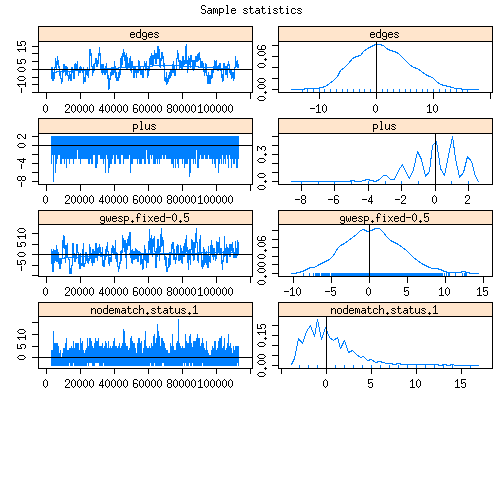 Sample statistics
edges
edges
-10 0 5 15
0.00 0.06
0 20000 40000 60000 80000 100000
-10 0 10
plus
plus
-8 -4 0 2
0.0 0.3
0 20000 40000 60000 80000 100000
-8 -6 -4 -2 0 2
gwesp.fixed-0.5
gwesp.fixed-0.5
-5 0 5 10
0.00 0.06
0 20000 40000 60000 80000 100000
-10 -5 0 5 10 15
nodematch.status.1
nodematch.status.1
0 5 10
0.00 0.15
0 20000 40000 60000 80000 100000
0 5 10 15